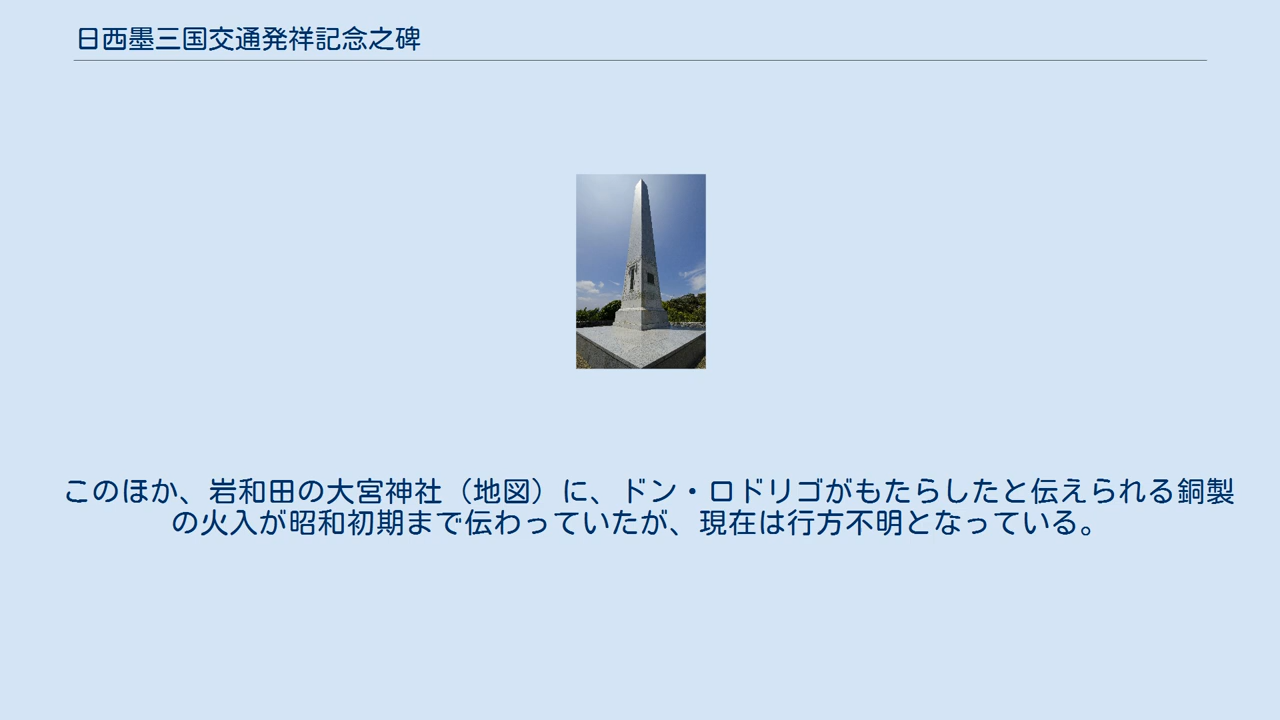 日西墨三国交通発祥記念之碑
このほか、岩和田の大宮神社（地図）に、ドン・ロドリゴがもたらしたと伝えられる銅製
の火入が昭和初期まで伝わっていたが、現在は行方不明となっている。